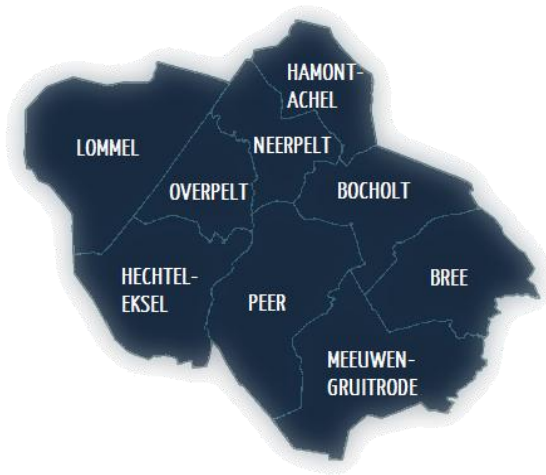 HAMONT-
ACHEL
LOMMEL
NEERPELT
OVERPELT
BOCHOLT
HECHTEL-
EKSEL
PEER
BREE
MEEUWEN-
GRUITRODE